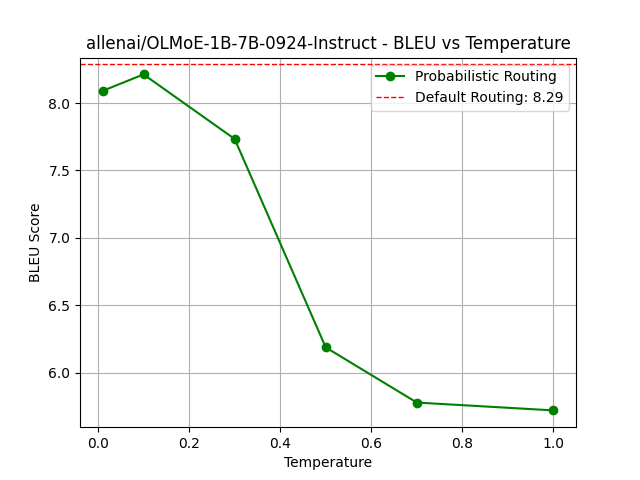 allenai/OLMoE-1B-7B-0924-Instruct - BLEU vs Temperature
Probabilistic Routing
Default Routing: 8.29
BLEU Score
8.0
7.5
7.0
6.5
6.0
0.0 0.2 0.4 0.6 0.8 1.0
Temperature